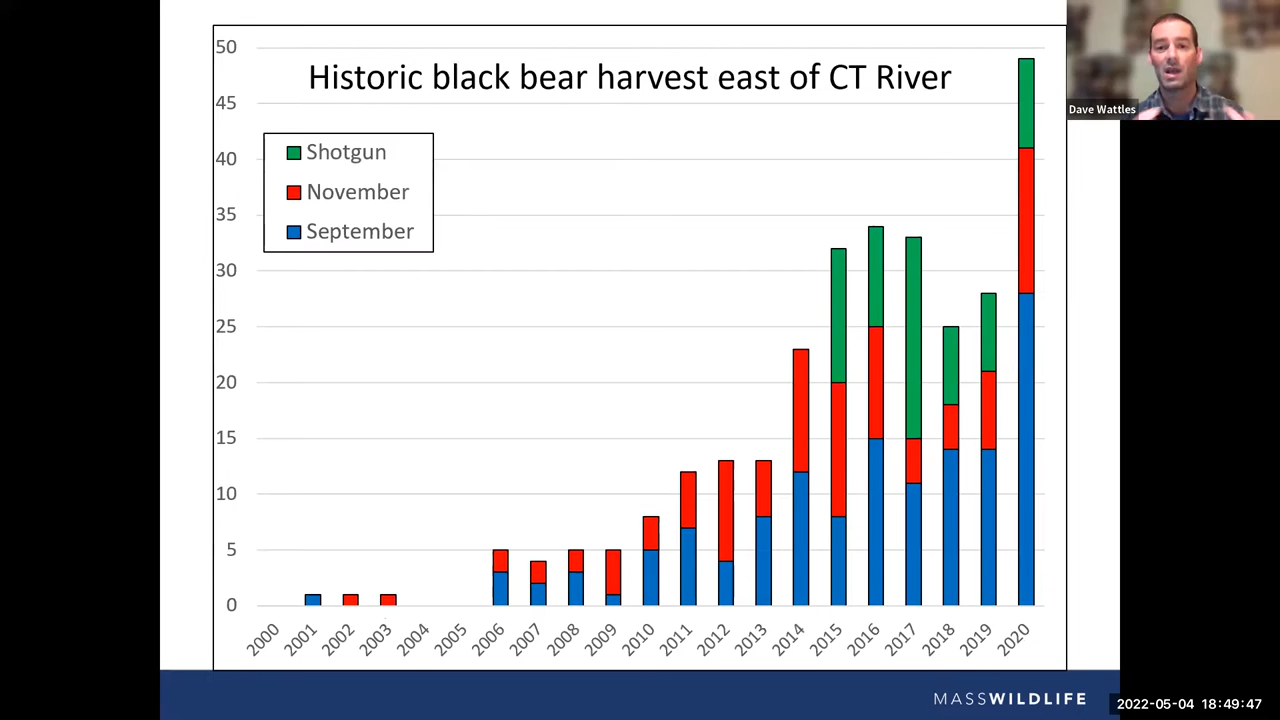 Historic black bear harvest east of CT River
50
45
40
35
30
25
20
15
10
5
0
Shotgun
November
September
2000 2001 2002 2003 2004 2005 2006 2007 2008 2009 2010 2011 2012 2013 2014 2015 2016 2017 2018 2019 2020
Dave Wattles
MASSWILDLIFE
2022-05-04 18:49:47